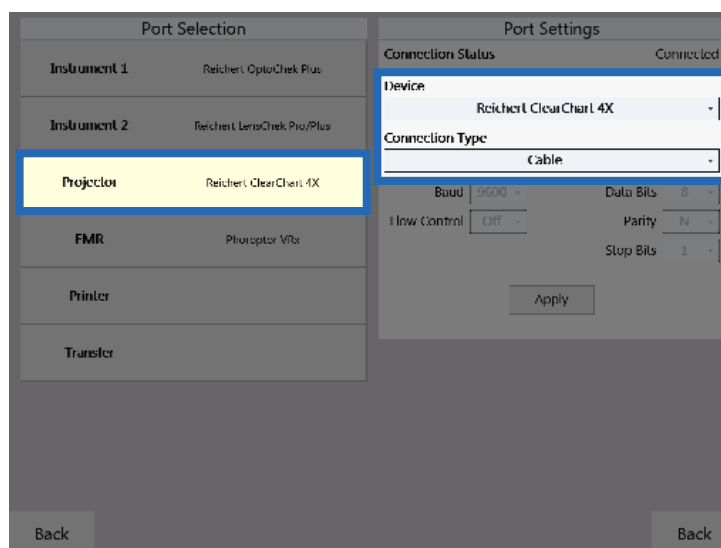 Port Selection
Instrument 1 Reichert OptoChek Plus
Instrument 2 Reichert LensChek Pro/Plus
Projector Reichert ClearChart 4X
FMR Phoroptor VRx
Printer
Transfer
Back
Port Settings
Connection Status Connected
Device
Reichert ClearChart 4X
Connection Type
Cable
Baud 9600 Data Bits 8
Flow Control Off Parity N
Stop Bits 1
Apply
Back